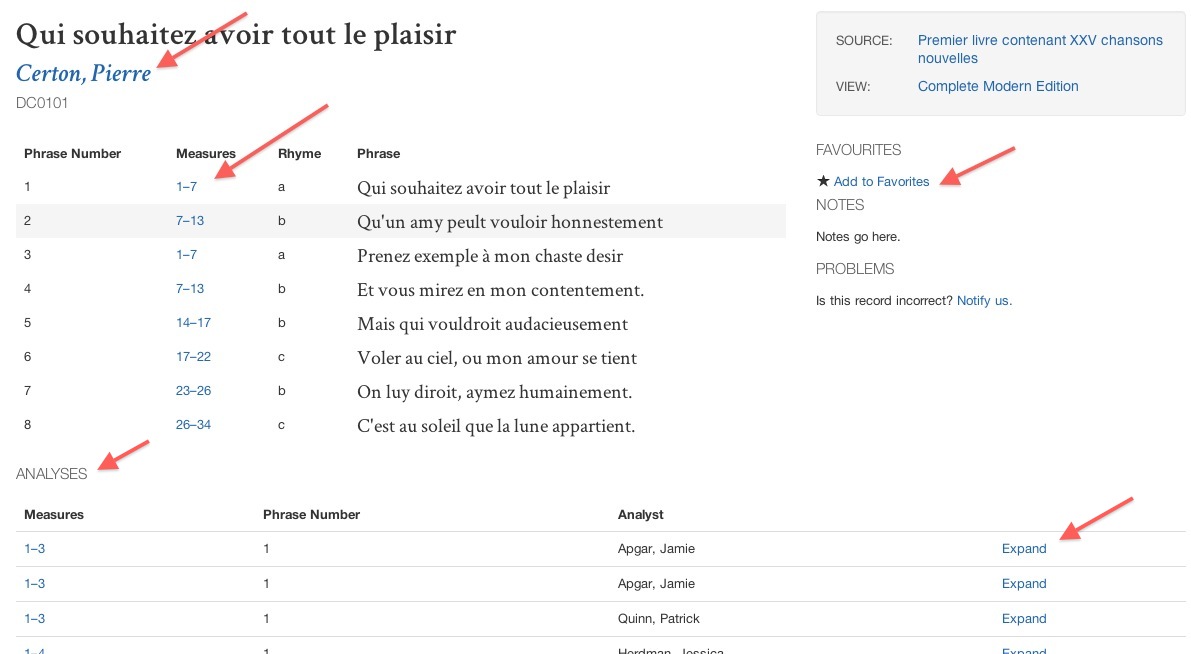 Qui souhaitez avoir tout le plaisir
Certon, Pierre
DC0101
Phrase Number Measures Rhyme Phrase
1 1–7 a Qui souhaitez avoir tout le plaisir
2 7–13 b Qu'un amy peult vouloir honnestement
3 1–7 a Prenez exemple à mon chaste desir
4 7–13 b Et vous mirez en mon contentement.
5 14–17 b Mais qui vouldroit audacieusement
6 17–22 c Voler au ciel, ou mon amour se tient
7 23–26 b On luy diroit, aymez humainement.
8 26–34 c C'est au soleil que la lune appartient.
SOURCE: Premier livre contenant XXV chansons
nouvelles
VIEW: Complete Modern Edition
FAVOURITES
★ Add to Favorites
NOTES
Notes go here.
PROBLEMS
Is this record incorrect? Notify us.
ANALYSES
Measures Phrase Number Analyst
1–3 1 Apgar, Jamie Expand
1–3 1 Apgar, Jamie Expand
1–3 1 Quinn, Patrick Expand
1–4 1 Herdman, Jessica Expand